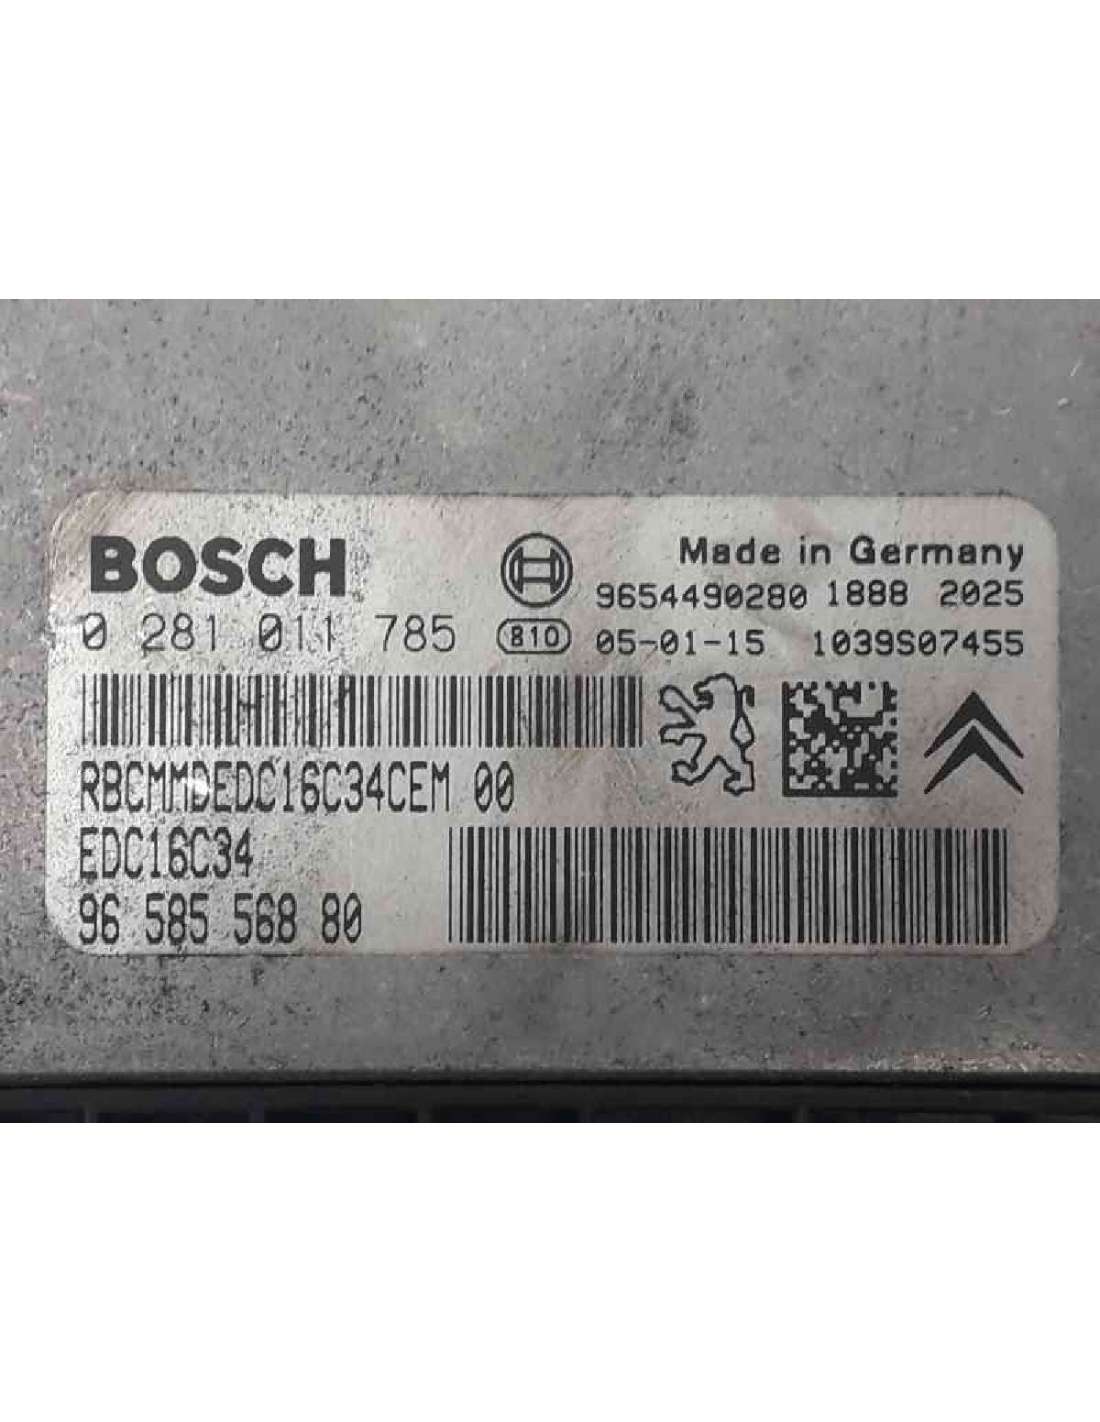 BOSCH
Made in Germany
9654490280 1888 2025
0 281 011 785
B10
05-01-15 1039S07455
RBCMMDEDC16C34CEM 00
EDC16C34
96 585 568 80